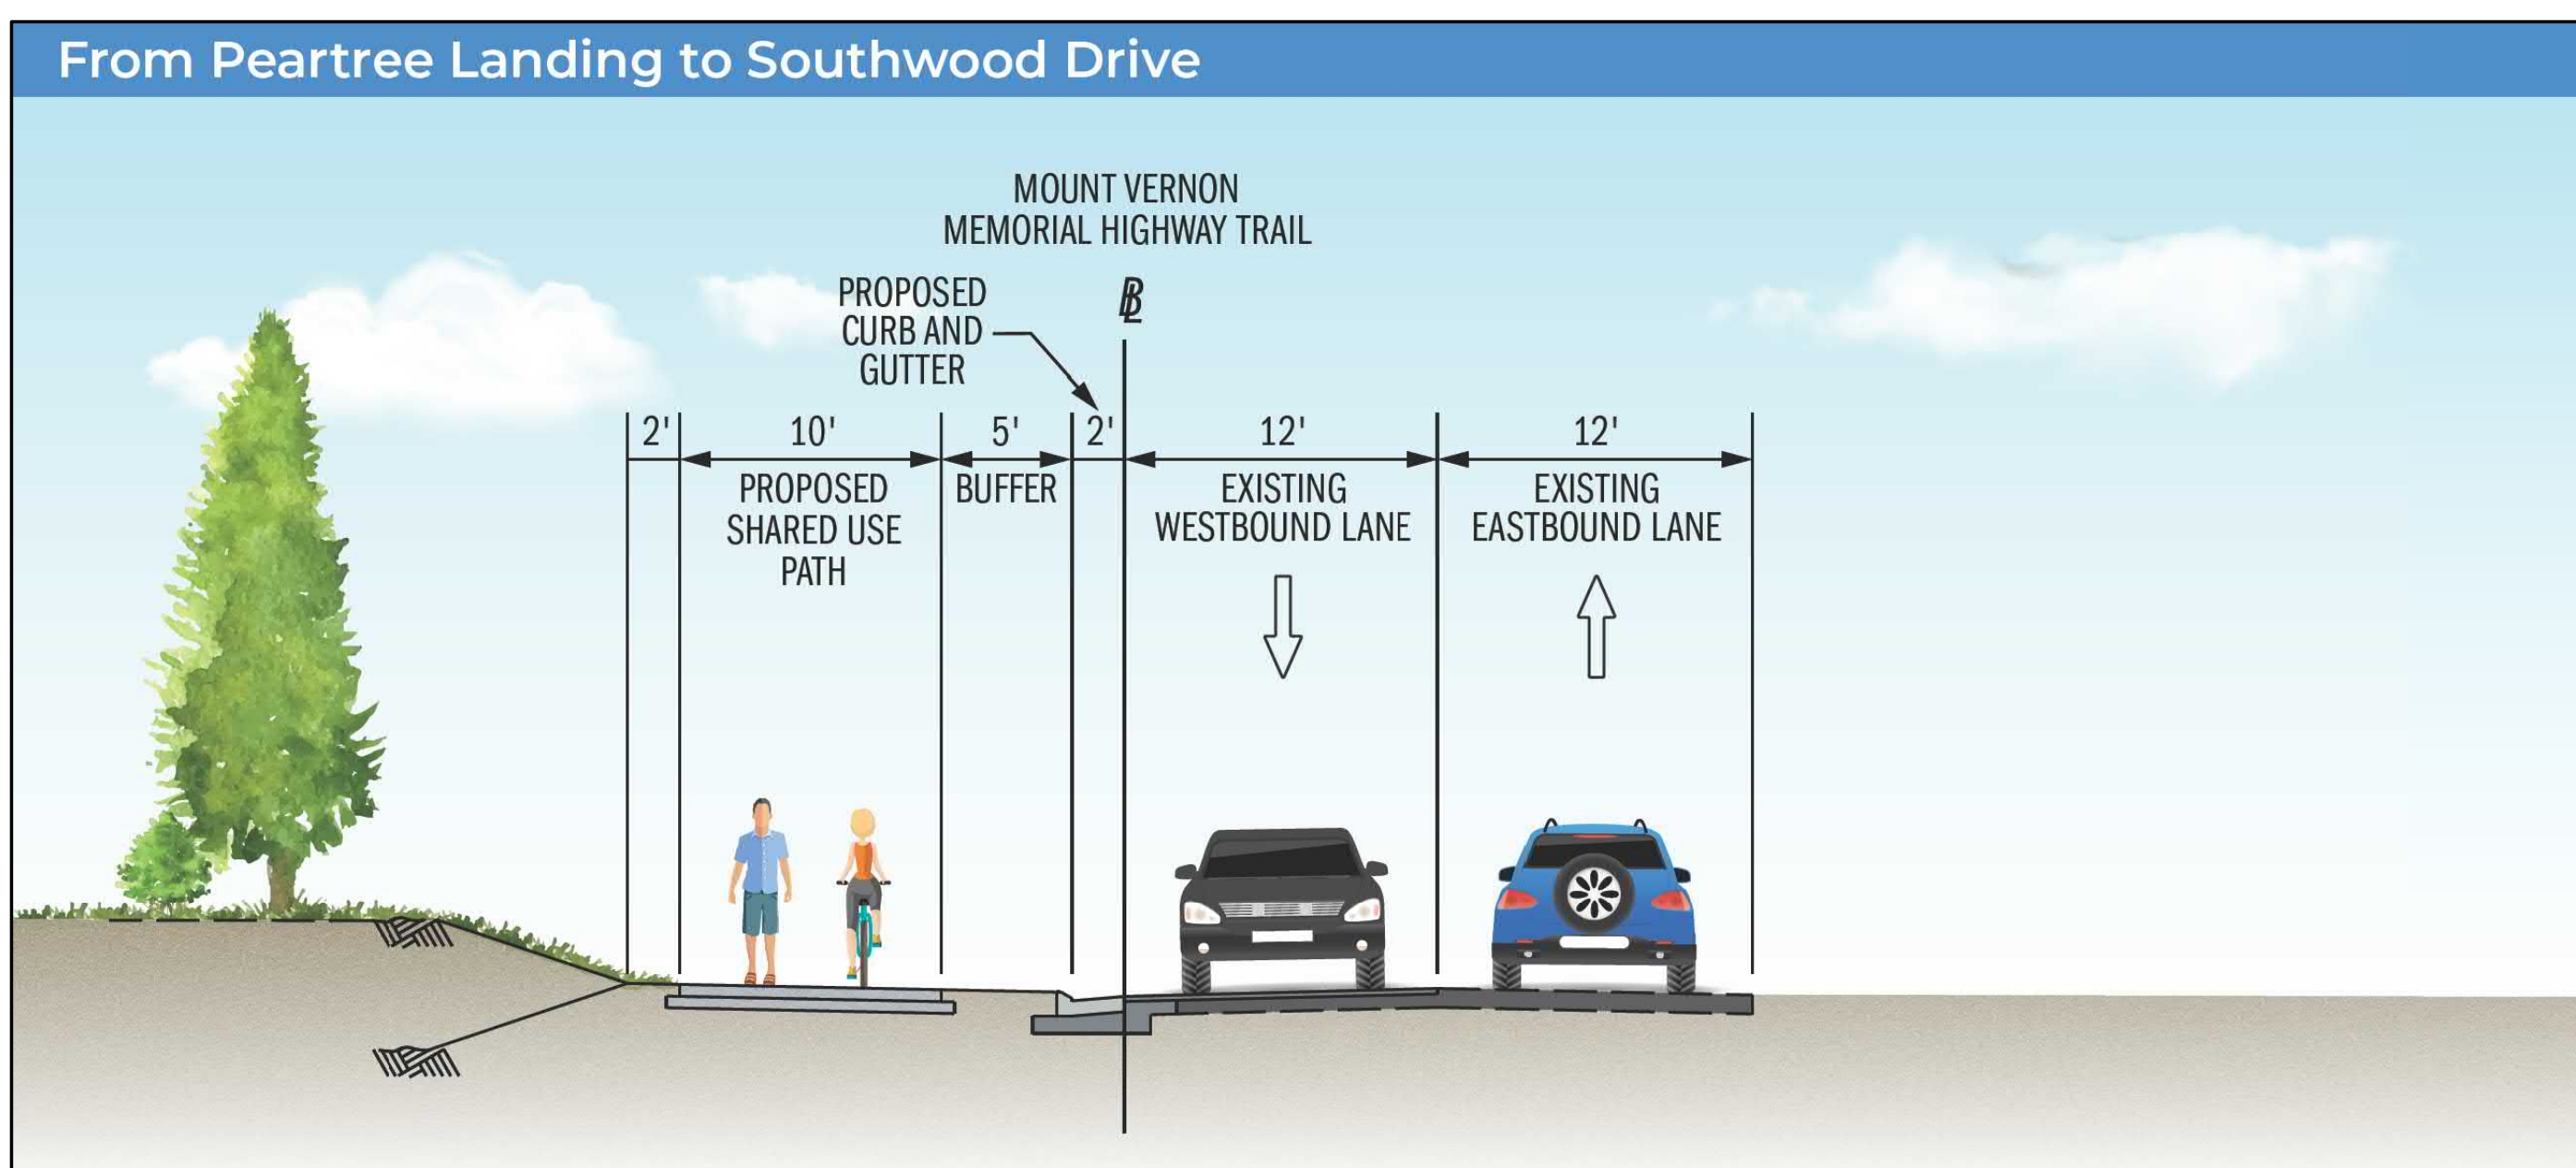 From Peartree Landing to Southwood Drive
MOUNT VERNON
MEMORIAL HIGHWAY TRAIL
BL
PROPOSED
CURB AND
GUTTER
2' 10' 5' 2' 12' 12'
PROPOSED
SHARED USE
PATH
BUFFER
EXISTING
WESTBOUND LANE
EXISTING
EASTBOUND LANE